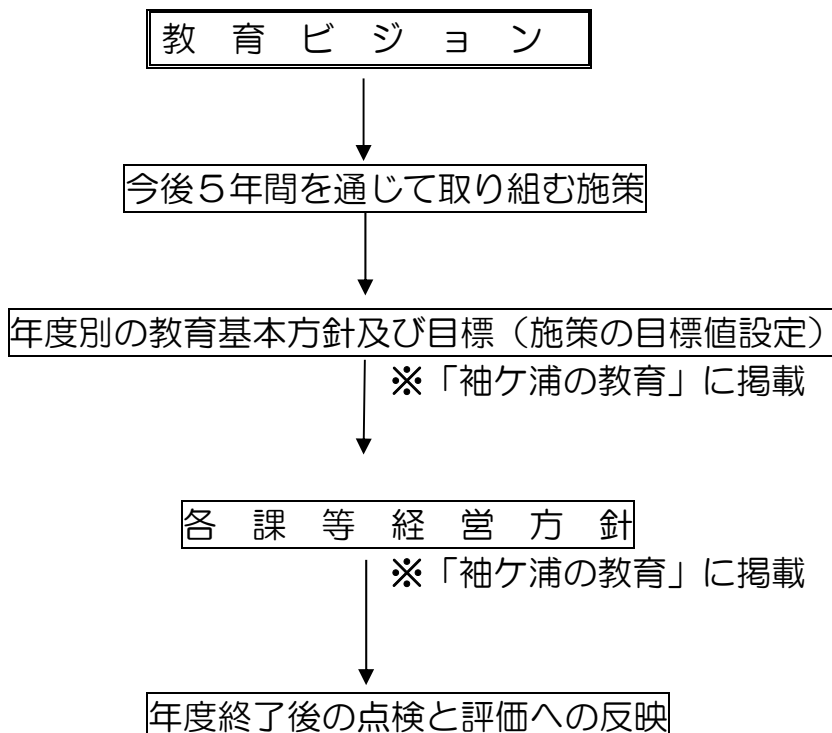 教　育　ビ　ジ　ョ　ン
今後５年間を通じて取り組む施策
年度別の教育基本方針及び目標（施策の目標値設定）
※「袖ケ浦の教育」に掲載
各　課　等　経　営　方　針
※「袖ケ浦の教育」に掲載
年度終了後の点検と評価への反映